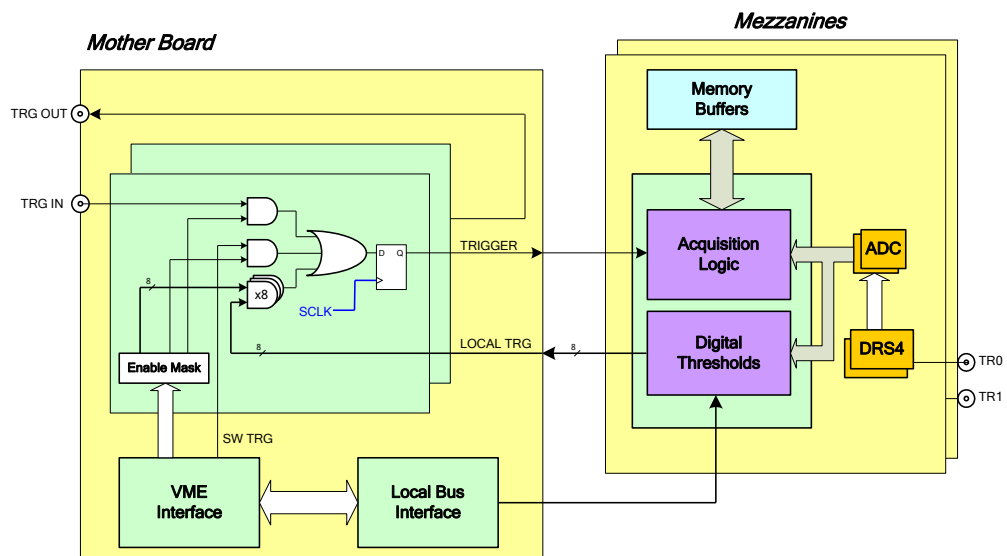 Mother Board
Mezzanines
TRG OUT
TRG IN
Memory
Buffers
Acquisition
Logic
ADC
TRIGGER
D Q
SCLK
8
x8
8
LOCAL TRG
8
Digital
Thresholds
DRS4
TR0
TR1
Enable Mask
SW TRG
VME
Interface
Local Bus
Interface